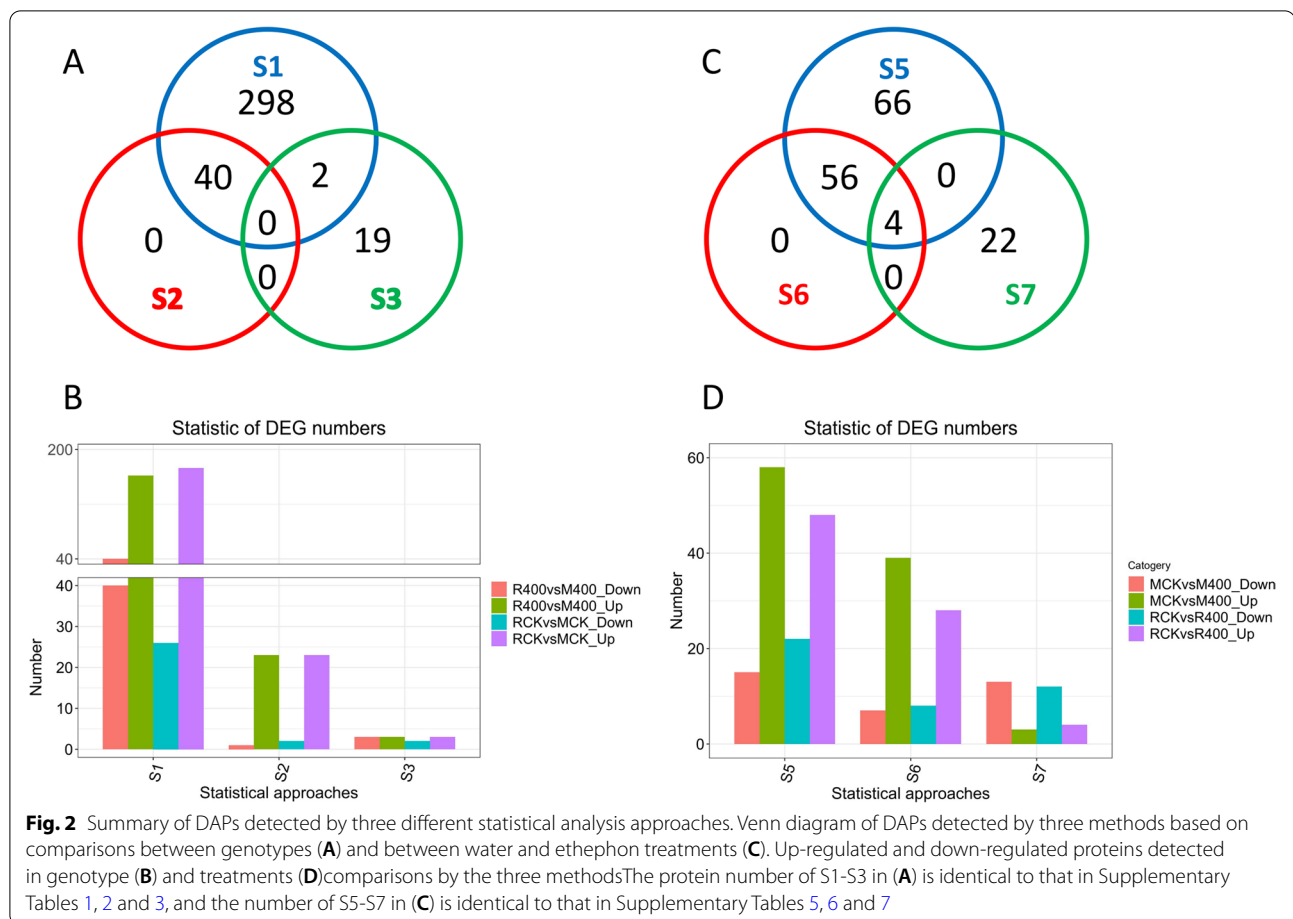 A
S1
298
40
2
0
0
19
0
S2
S3
C
S5
66
56
0
4
0
22
0
S6
S7
B
Statistic of DEG numbers
200
40
40
30
20
10
0
Number
S1
S2
S3
Statistical approaches
R400vsM400_Down
R400vsM400_Up
RCKvsMCK_Down
RCKvsMCK_Up
D
Statistic of DEG numbers
60
40
20
0
Number
S5
S6
S7
Statistical approaches
Catogery
MCKvsM400_Down
MCKvsM400_Up
RCKvsR400_Down
RCKvsR400_Up
Fig. 2 Summary of DAPs detected by three different statistical analysis approaches. Venn diagram of DAPs detected by three methods based on
comparisons between genotypes (A) and between water and ethephon treatments (C). Up-regulated and down-regulated proteins detected
in genotype (B) and treatments (D)comparisons by the three methodsThe protein number of S1-S3 in (A) is identical to that in Supplementary
Tables 1, 2 and 3, and the number of S5-S7 in (C) is identical to that in Supplementary Tables 5, 6 and 7